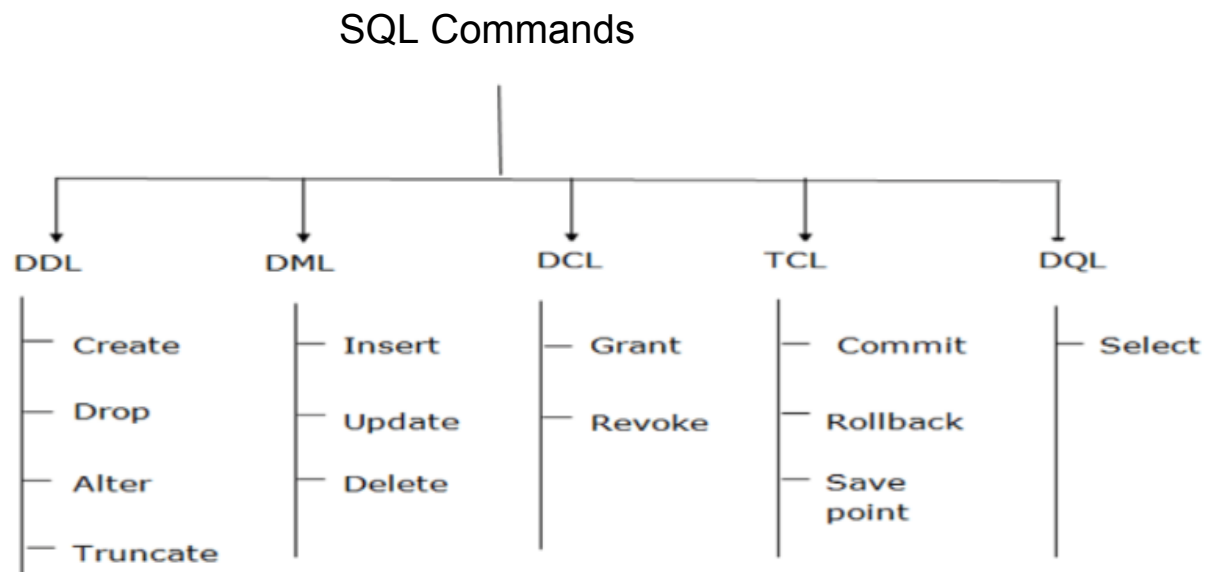 SQL Commands
DDL
DML
DCL
TCL
DQL
Create
Drop
Alter
Truncate
Insert
Update
Delete
Grant
Revoke
Commit
Rollback
Save
point
Select